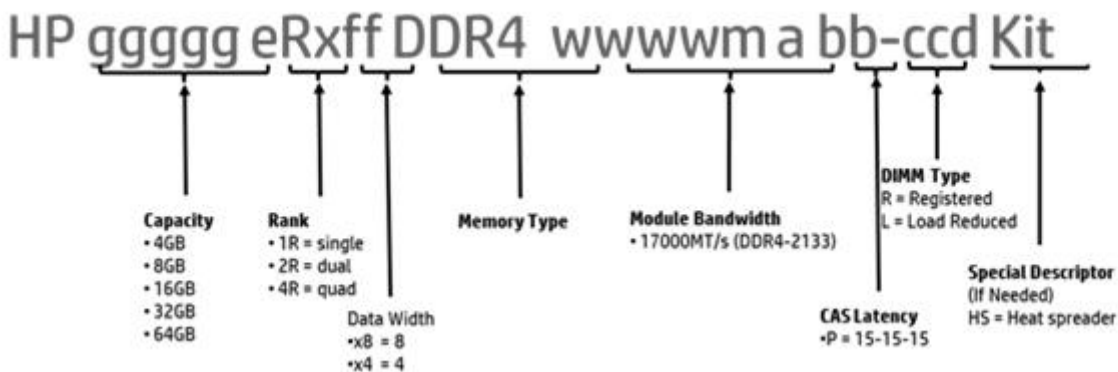 HP ggggg eRxff DDR4 wwwwm a bb-ccd Kit
Capacity
• 4GB
• 8GB
• 16GB
• 32GB
• 64GB
Rank
• 1R = single
• 2R = dual
• 4R = quad
Data Width
•x8 = 8
•x4 = 4
Memory Type
Module Bandwidth
• 17000MT/s (DDR4-2133)
CAS Latency
•P = 15-15-15
DIMM Type
R = Registered
L = Load Reduced
Special Descriptor
(If Needed)
HS = Heat spreader